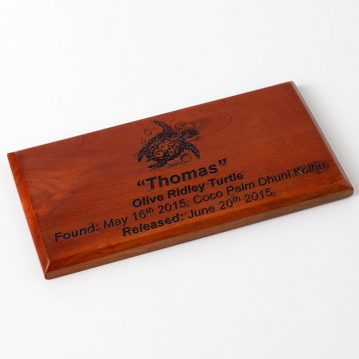 “Thomas”
Olive Ridley Turtle
Found: May 16th 2015, Coco Palm Dhuni Kolhu
Released: June 20th 2015.